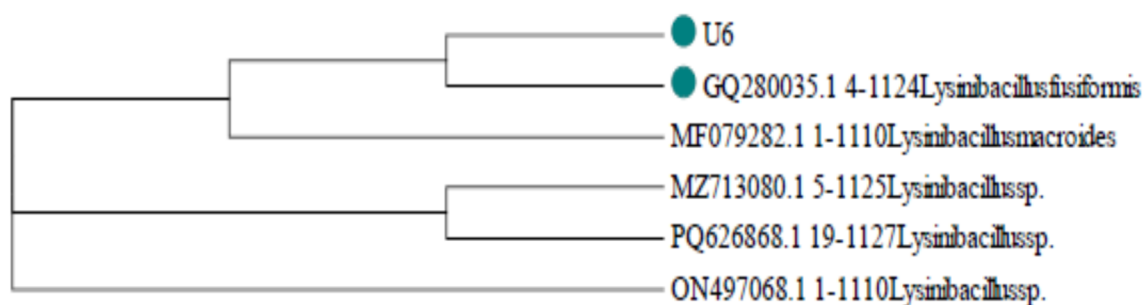 U6
GQ280035.1 4-1124Lysinibacillusfusiformis
MF079282.1 1-1110Lysinibacillusmacroides
MZ713080.1 5-1125Lysinibacillussp.
PQ626868.1 19-1127Lysinibacillussp.
ON497068.1 1-1110Lysinibacillussp.